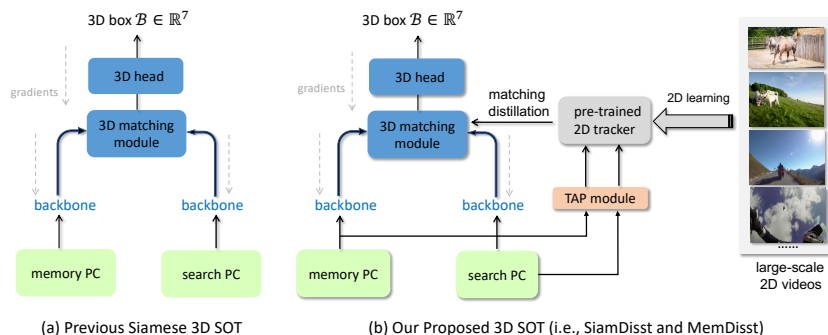 3D box ℬ ∈ ℝ⁷
3D head
gradients
3D matching
module
backbone
backbone
memory PC
search PC
(a) Previous Siamese 3D SOT
3D box ℬ ∈ ℝ⁷
3D head
gradients
3D matching
module
matching
distillation
pre-trained
2D tracker
2D learning
TAP module
backbone
backbone
memory PC
search PC
......
large-scale
2D videos
(b) Our Proposed 3D SOT (i.e., SiamDisst and MemDisst)